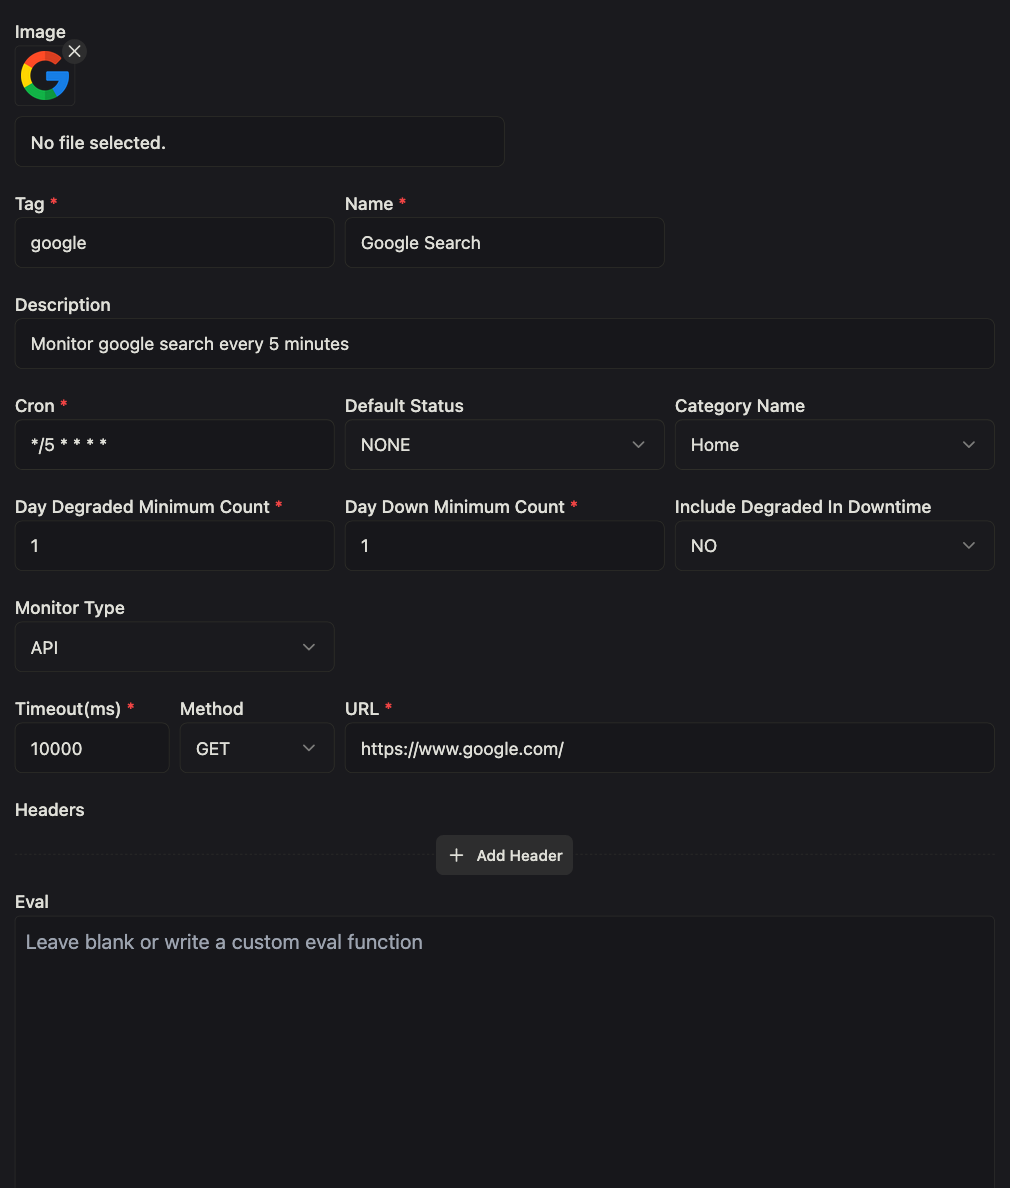 Image
No file selected.
Tag * Name *
google Google Search
Description
Monitor google search every 5 minutes
Cron * Default Status Category Name
*/5 * * * * NONE Home
Day Degraded Minimum Count * Day Down Minimum Count * Include Degraded In Downtime
1 1 NO
Monitor Type
API
Timeout(ms) * Method URL *
10000 GET https://www.google.com/
Headers
Add Header
Eval
Leave blank or write a custom eval function